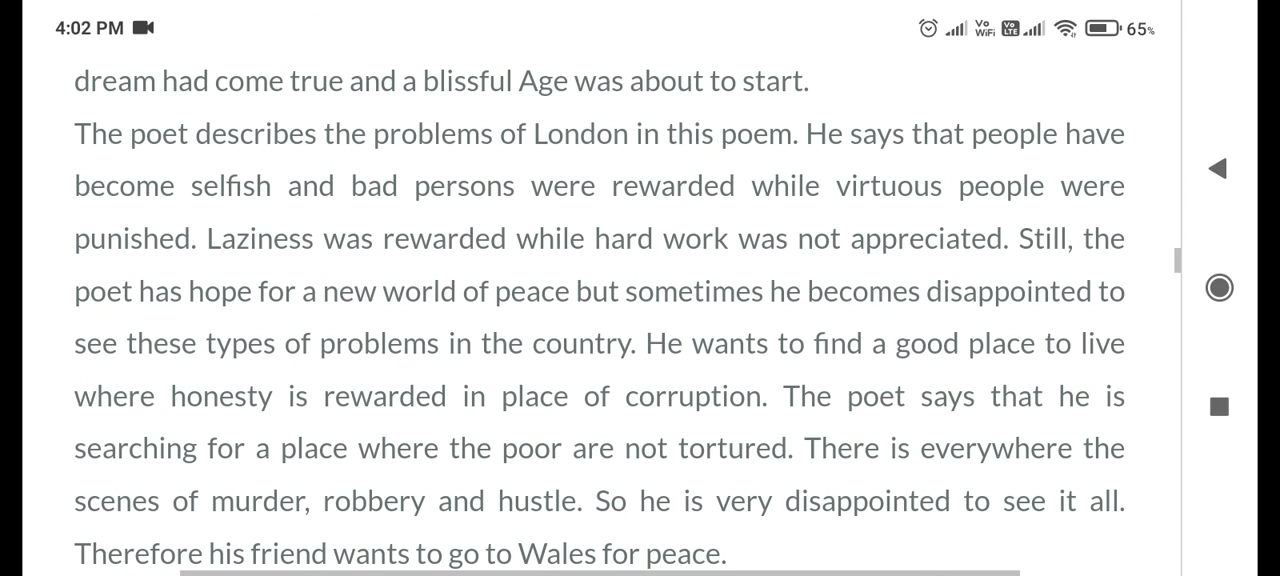 4:02 PM
Vo WiFi Vo LTE 65%
dream had come true and a blissful Age was about to start.
The poet describes the problems of London in this poem. He says that people have
become selfish and bad persons were rewarded while virtuous people were
punished. Laziness was rewarded while hard work was not appreciated. Still, the
poet has hope for a new world of peace but sometimes he becomes disappointed to
see these types of problems in the country. He wants to find a good place to live
where honesty is rewarded in place of corruption. The poet says that he is
searching for a place where the poor are not tortured. There is everywhere the
scenes of murder, robbery and hustle. So he is very disappointed to see it all.
Therefore his friend wants to go to Wales for peace.